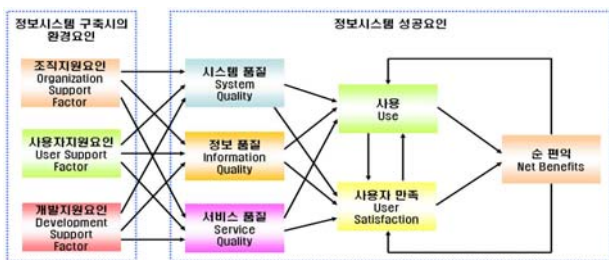 정보시스템 구축시의
환경요인
조직지원요인
Organization
Support
Factor
사용자지원요인
User Support
Factor
개발지원요인
Development
Support
Factor
정보시스템 성공요인
시스템 품질
System
Quality
정보 품질
Information
Quality
서비스 품질
Service
Quality
사용
Use
사용자 만족
User
Satisfaction
순 편익
Net Benefits